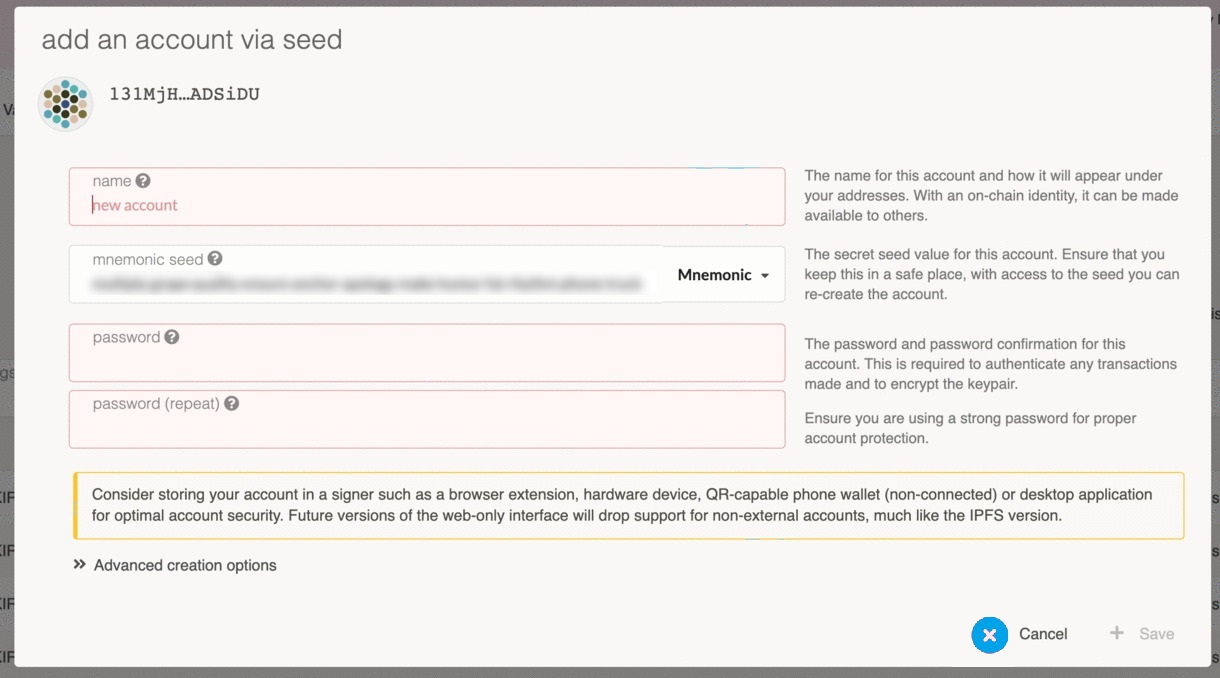 add an account via seed
131MjH…ADSiDU
name
new account
The name for this account and how it will appear under
your addresses. With an on-chain identity, it can be made
available to others.
mnemonic seed
Mnemonic
The secret seed value for this account. Ensure that you
keep this in a safe place, with access to the seed you can
re-create the account.
password
The password and password confirmation for this
account. This is required to authenticate any transactions
made and to encrypt the keypair.
password (repeat)
Ensure you are using a strong password for proper
account protection.
Consider storing your account in a signer such as a browser extension, hardware device, QR-capable phone wallet (non-connected) or desktop application
for optimal account security. Future versions of the web-only interface will drop support for non-external accounts, much like the IPFS version.
Advanced creation options
Cancel
Save